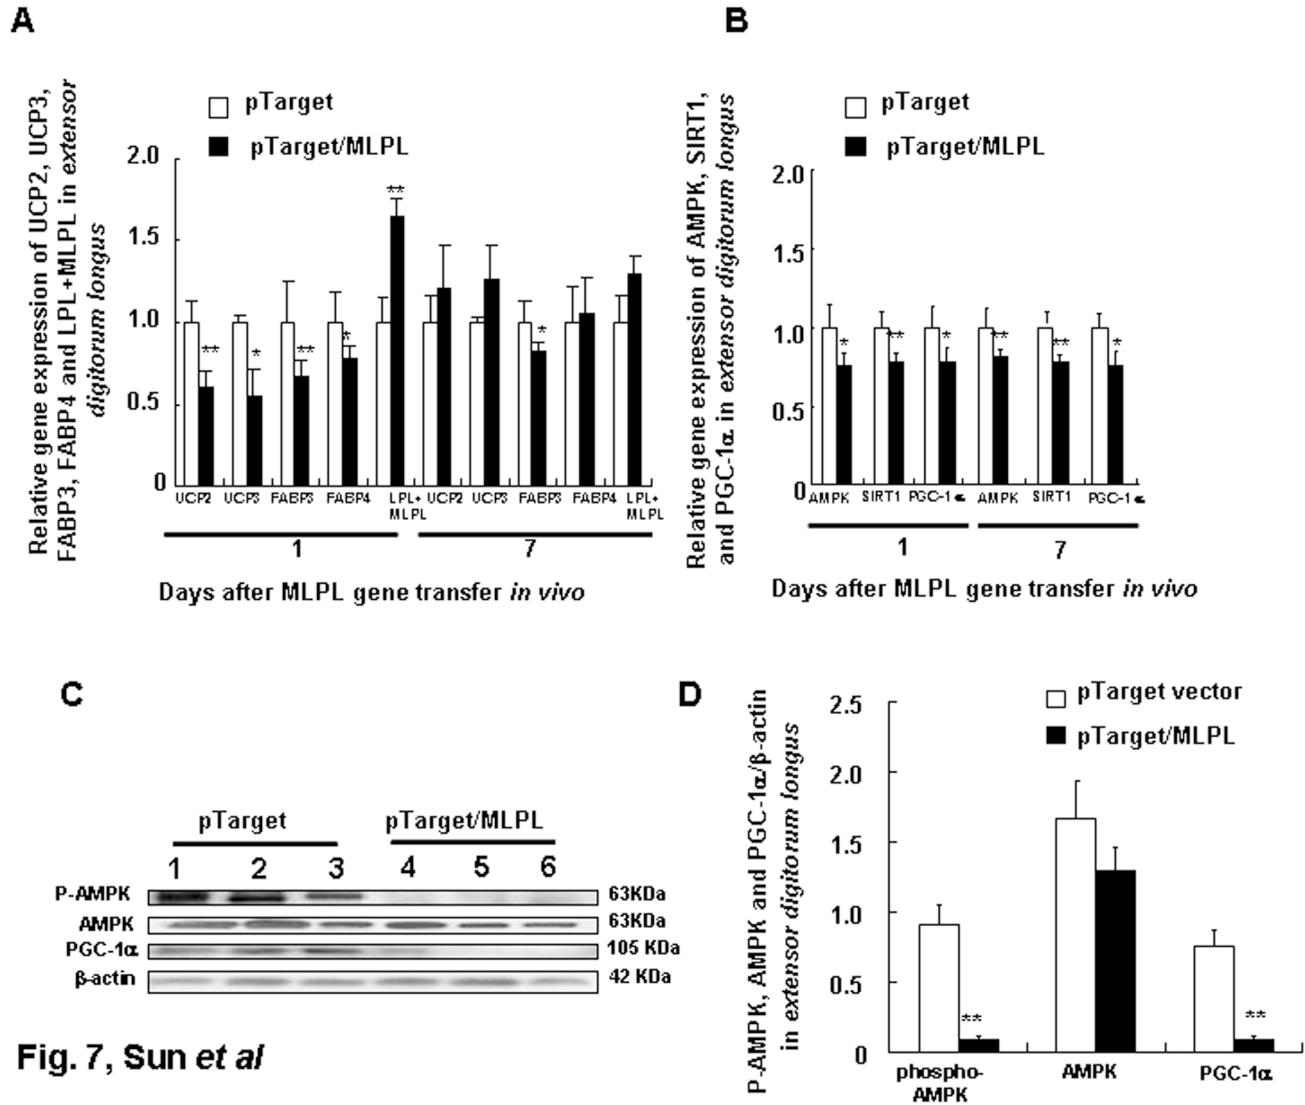 A
Relative gene expression of UCP2, UCP3,
FABP3, FABP4 and LPL+MLPL in extensor
digitorum longus
pTarget
pTarget/MLPL
2.0
1.5
1.0
0.5
0
** * ** * ** *
UCP2 UCP3 FABP3 FABP4 LPL+ MLPL UCP2 UCP3 FABP3 FABP4 LPL+ MLPL
1 7
Days after MLPL gene transfer in vivo
B
Relative gene expression of AMPK, SIRT1,
and PGC-1α in extensor digitorum longus
pTarget
pTarget/MLPL
2.0
1.5
1.0
0.5
0
* ** * ** ** *
AMPK SIRT1 PGC-1α AMPK SIRT1 PGC-1α
1 7
Days after MLPL gene transfer in vivo
C
pTarget pTarget/MLPL
1 2 3 4 5 6
P-AMPK 63KDa
AMPK 63KDa
PGC-1α 105 KDa
β-actin 42 KDa
D
P-AMPK, AMPK and PGC-1α/β-actin
in extensor digitorum longus
pTarget vector
pTarget/MLPL
2.5
2.0
1.5
1.0
0.5
0
** **
phospho-
AMPK
AMPK
PGC-1α
Fig. 7, Sun et al